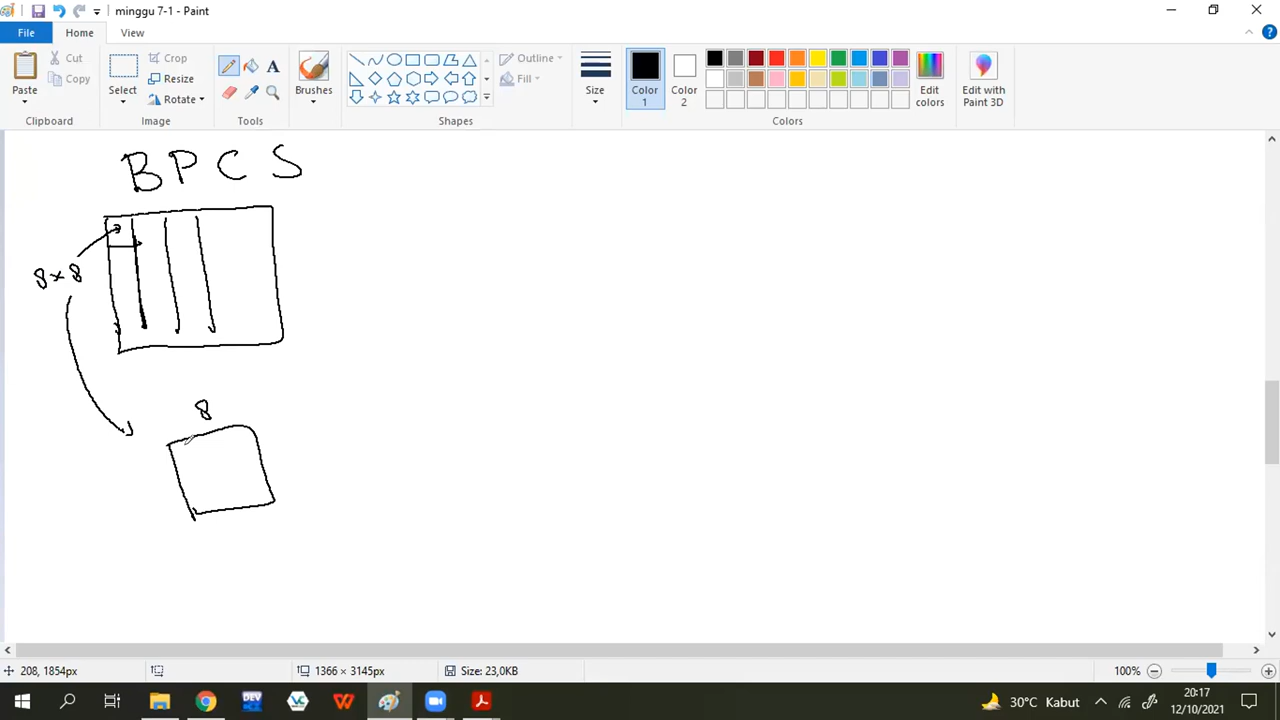 minggu 7-1 - Paint
File Home View
Paste Cut Copy
Select Crop Resize Rotate
A
Brushes
Outline Fill
Size
Color 1 Color 2
Edit colors
Edit with Paint 3D
Clipboard Image Tools Shapes Colors
B P C S
8 x 8
8
208, 1854px 1366 × 3145px Size: 23,0KB 100%
DEV VC W 30°C Kabut 20:17
12/10/2021